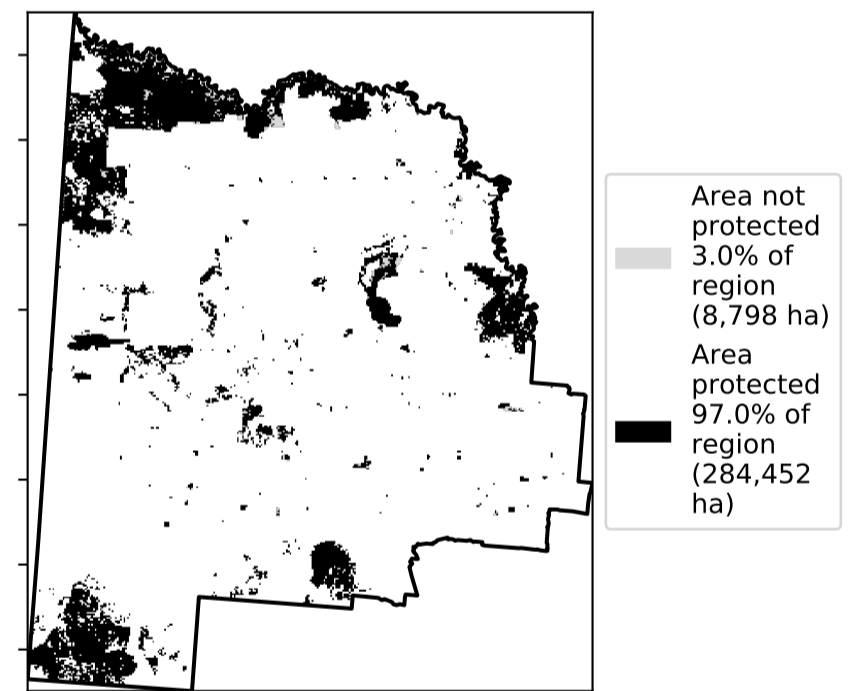 Area not
protected
3.0% of
region
(8,798 ha)
Area
protected
97.0% of
region
(284,452
ha)